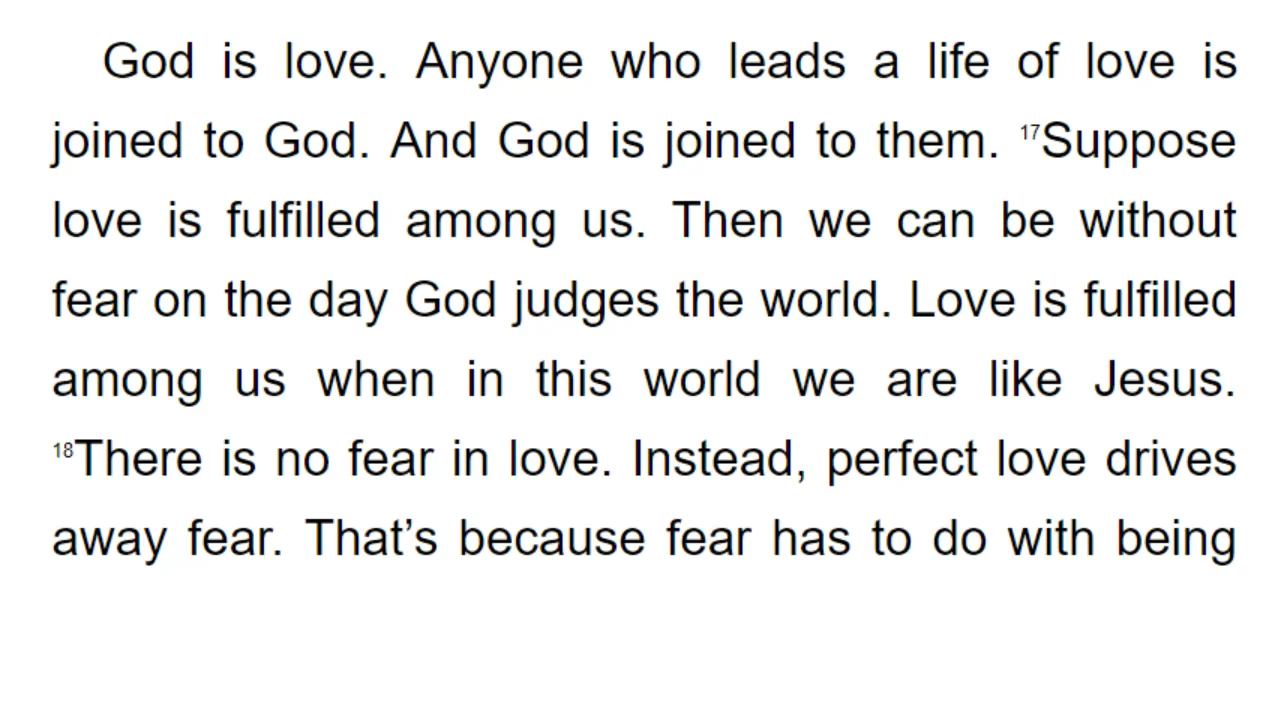 God is love. Anyone who leads a life of love is
joined to God. And God is joined to them. ¹⁷Suppose
love is fulfilled among us. Then we can be without
fear on the day God judges the world. Love is fulfilled
among us when in this world we are like Jesus.
¹⁸There is no fear in love. Instead, perfect love drives
away fear. That’s because fear has to do with being